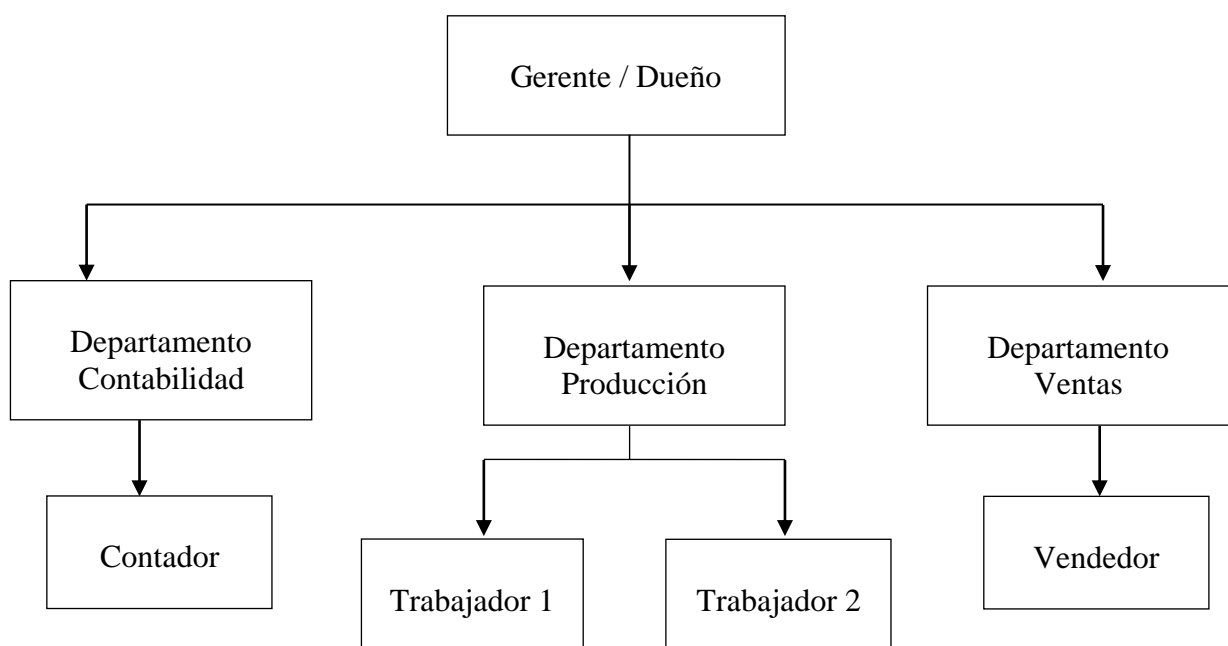 Gerente / Dueño
Departamento
Contabilidad
Departamento
Producción
Departamento
Ventas
Contador
Trabajador 1
Trabajador 2
Vendedor